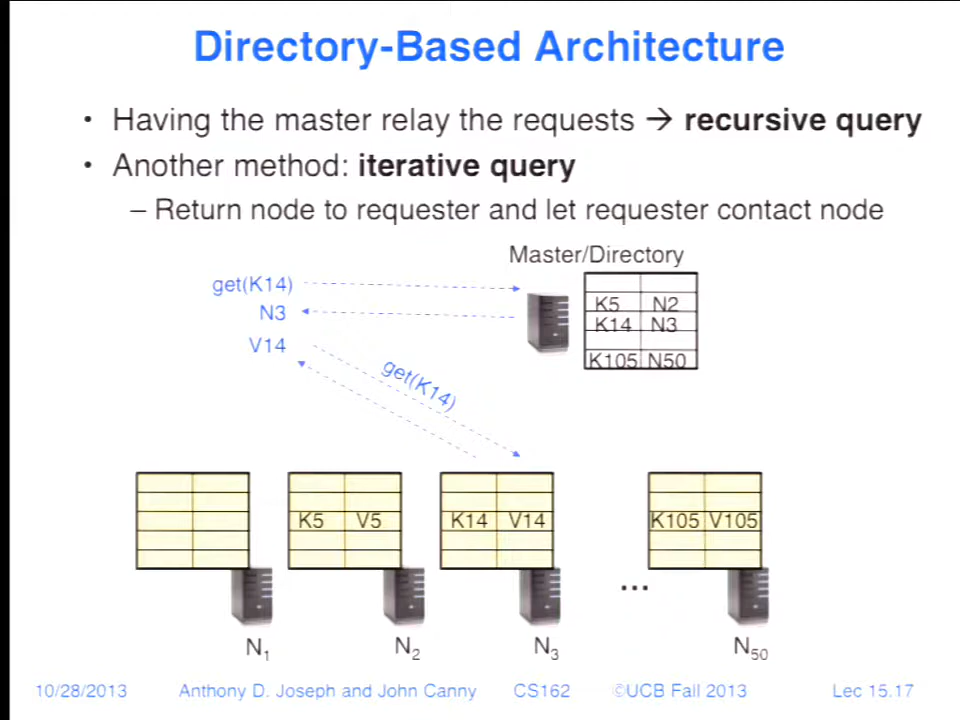 Directory-Based Architecture
• Having the master relay the requests → recursive query
• Another method: iterative query
– Return node to requester and let requester contact node
Master/Directory
get(K14)
N3
V14
get(K14)
K5 N2
K14 N3
K105 N50
K5 V5
K14 V14
K105 V105
...
N1
N2
N3
N50
10/28/2013 Anthony D. Joseph and John Canny CS162 ©UCB Fall 2013 Lec 15.17